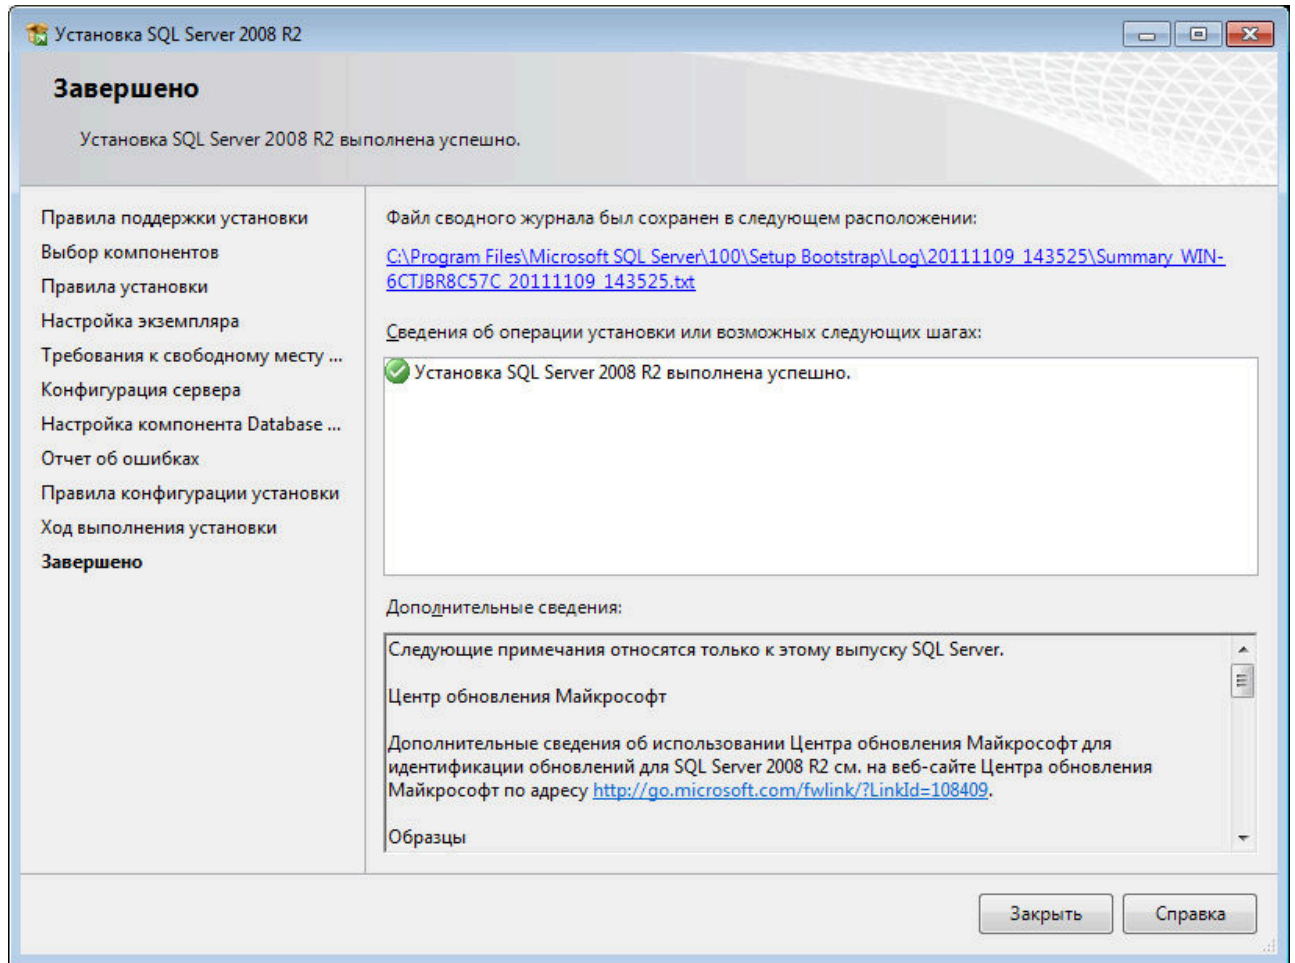 Установка SQL Server 2008 R2
Завершено
Установка SQL Server 2008 R2 выполнена успешно.
Правила поддержки установки
Выбор компонентов
Правила установки
Настройка экземпляра
Требования к свободному месту ...
Конфигурация сервера
Настройка компонента Database ...
Отчет об ошибках
Правила конфигурации установки
Ход выполнения установки
Завершено
Файл сводного журнала был сохранен в следующем расположении:
C:\Program Files\Microsoft SQL Server\100\Setup Bootstrap\Log\20111109_143525\Summary_WIN-
6CTJBR8C57C_20111109_143525.txt
Сведения об операции установки или возможных следующих шагах:
Установка SQL Server 2008 R2 выполнена успешно.
Дополнительные сведения:
Следующие примечания относятся только к этому выпуску SQL Server.
Центр обновления Майкрософт
Дополнительные сведения об использовании Центра обновления Майкрософт для
идентификации обновлений для SQL Server 2008 R2 см. на веб-сайте Центра обновления
Майкрософт по адресу http://go.microsoft.com/fwlink/?LinkId=108409.
Образцы
Закрыть
Справка